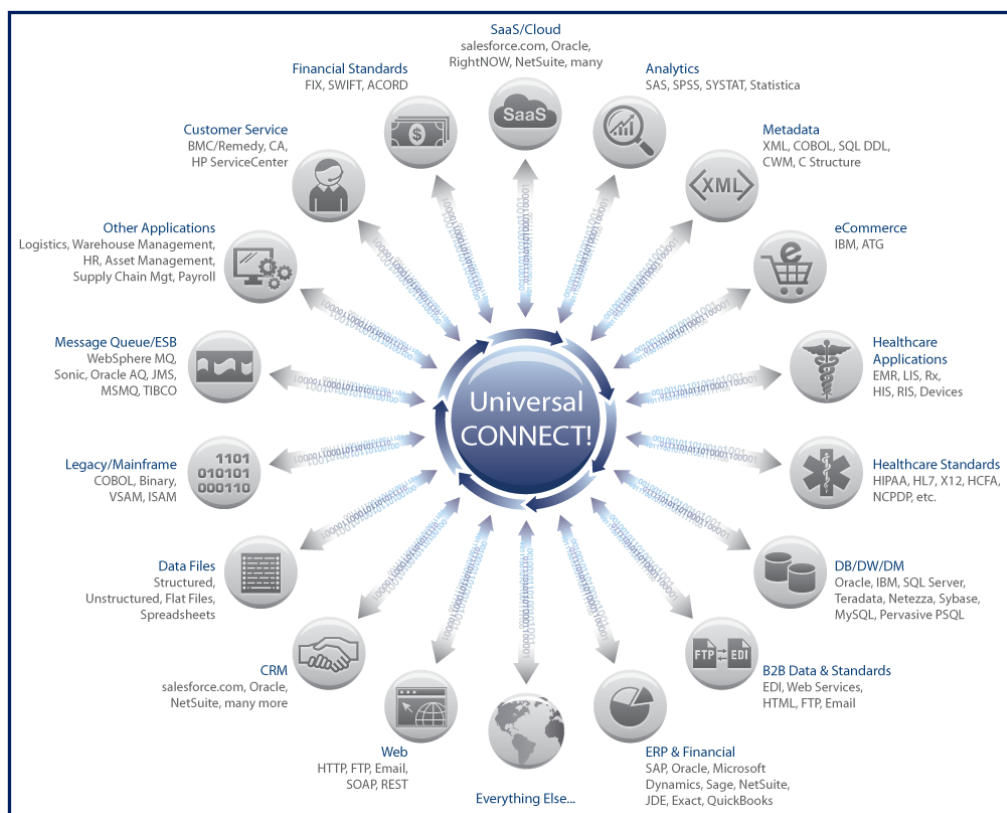 SaaS/Cloud
salesforce.com, Oracle,
RightNOW, NetSuite, many
SaaS
Analytics
SAS, SPSS, SYSTAT, Statistica
Metadata
XML, COBOL, SQL DDL,
CWM, C Structure
<XML>
eCommerce
IBM, ATG
e
Healthcare
Applications
EMR, LIS, Rx,
HIS, RIS, Devices
Healthcare Standards
HIPAA, HL7, X12, HCFA,
NCPDP, etc.
DB/DW/DM
Oracle, IBM, SQL Server,
Teradata, Netezza, Sybase,
MySQL, Pervasive PSQL
B2B Data & Standards
EDI, Web Services,
HTML, FTP, Email
FTP EDI
ERP & Financial
SAP, Oracle, Microsoft
Dynamics, Sage, NetSuite,
JDE, Exact, QuickBooks
Everything Else...
Web
HTTP, FTP, Email,
SOAP, REST
CRM
salesforce.com, Oracle,
NetSuite, many more
Data Files
Structured,
Unstructured, Flat Files,
Spreadsheets
Legacy/Mainframe
COBOL, Binary,
VSAM, ISAM
1101
010101
000110
Message Queue/ESB
WebSphere MQ,
Sonic, Oracle AQ, JMS,
MSMQ, TIBCO
Other Applications
Logistics, Warehouse Management,
HR, Asset Management,
Supply Chain Mgt, Payroll
Customer Service
BMC/Remedy, CA,
HP ServiceCenter
Financial Standards
FIX, SWIFT, ACORD
$
Universal
CONNECT!